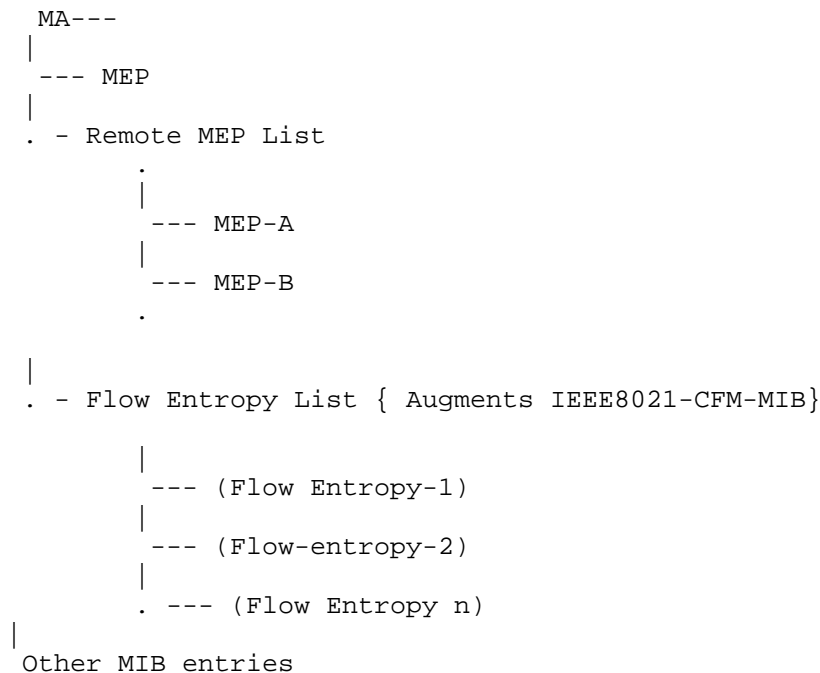 MA---
|
--- MEP
|
. - Remote MEP List
.
|
--- MEP-A
|
--- MEP-B
.
|
. - Flow Entropy List { Augments IEEE8021-CFM-MIB}
|
--- (Flow Entropy-1)
|
--- (Flow-entropy-2)
|
. --- (Flow Entropy n)
|
Other MIB entries